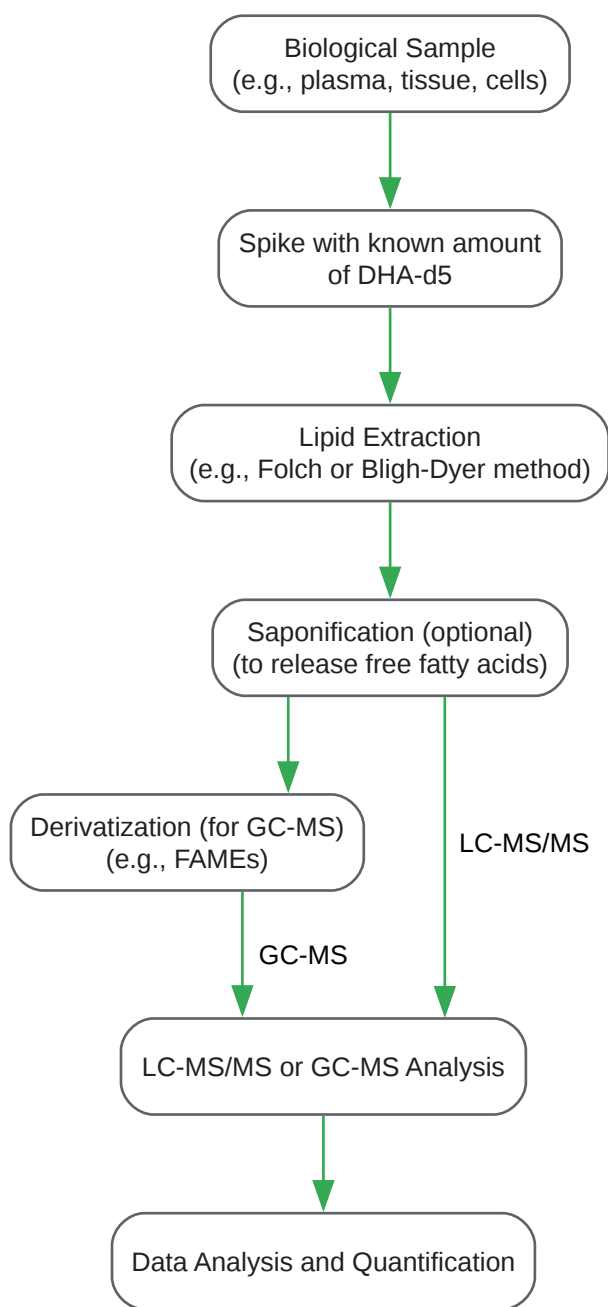 Biological Sample
(e.g., plasma, tissue, cells)
Spike with known amount
of DHA-d5
Lipid Extraction
(e.g., Folch or Bligh-Dyer method)
Saponification (optional)
(to release free fatty acids)
Derivatization (for GC-MS)
(e.g., FAMEs)
LC-MS/MS
GC-MS
LC-MS/MS or GC-MS Analysis
Data Analysis and Quantification